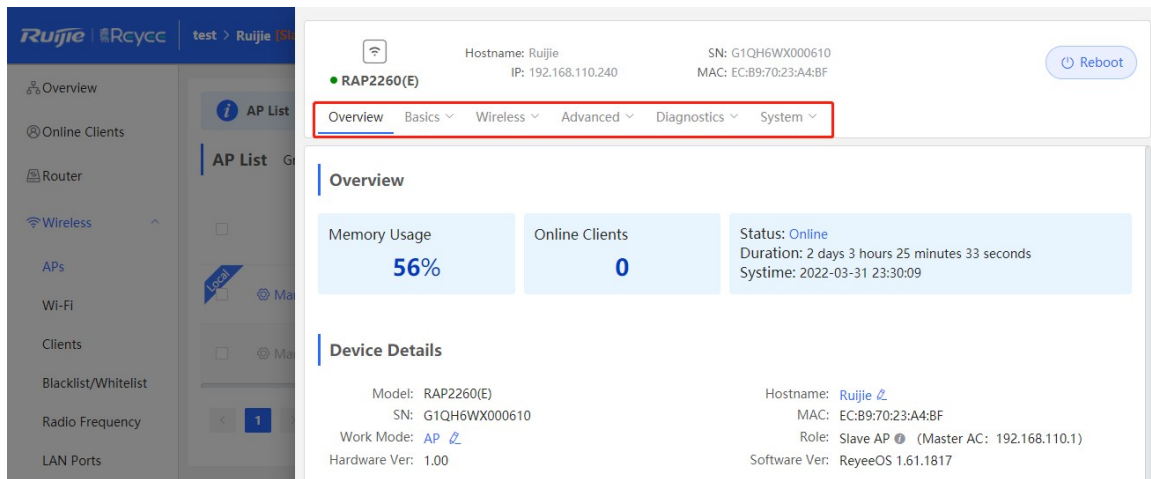 Ruijie | Rcycc
test > Ruijie
Overview
Online Clients
Router
Wireless
APs
Wi-Fi
Clients
Blacklist/Whitelist
Radio Frequency
LAN Ports
AP List
AP List
Local
1
RAP2260(E)
Hostname: Ruijie
IP: 192.168.110.240
SN: G1QH6WX000610
MAC: EC:B9:70:23:A4:BF
Reboot
Overview Basics Wireless Advanced Diagnostics System
Overview
Memory Usage
56%
Online Clients
0
Status: Online
Duration: 2 days 3 hours 25 minutes 33 seconds
Systime: 2022-03-31 23:30:09
Device Details
Model: RAP2260(E)
SN: G1QH6WX000610
Work Mode: AP
Hardware Ver: 1.00
Hostname: Ruijie
MAC: EC:B9:70:23:A4:BF
Role: Slave AP (Master AC: 192.168.110.1)
Software Ver: ReyeeOS 1.61.1817